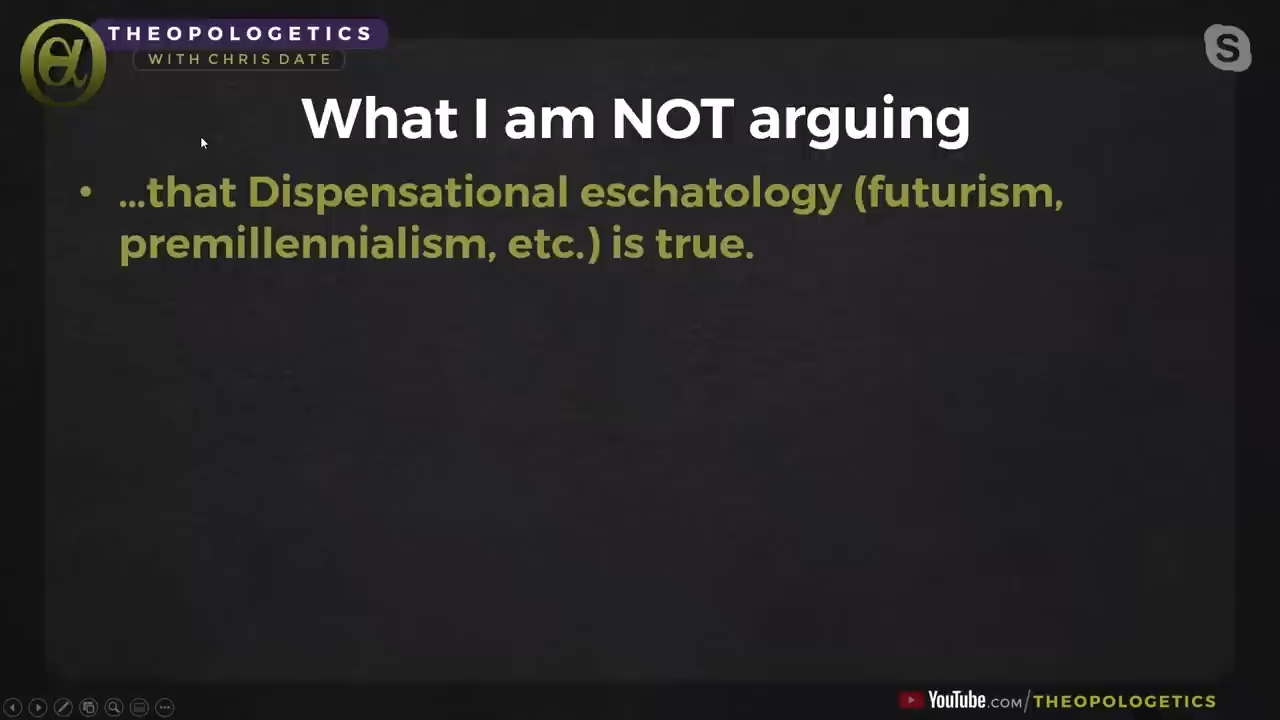 THEOPOLOGETICS
WITH CHRIS DATE
S
What I am NOT arguing
• ...that Dispensational eschatology (futurism,
premillennialism, etc.) is true.
YouTube.COM/THEOPOLOGETICS